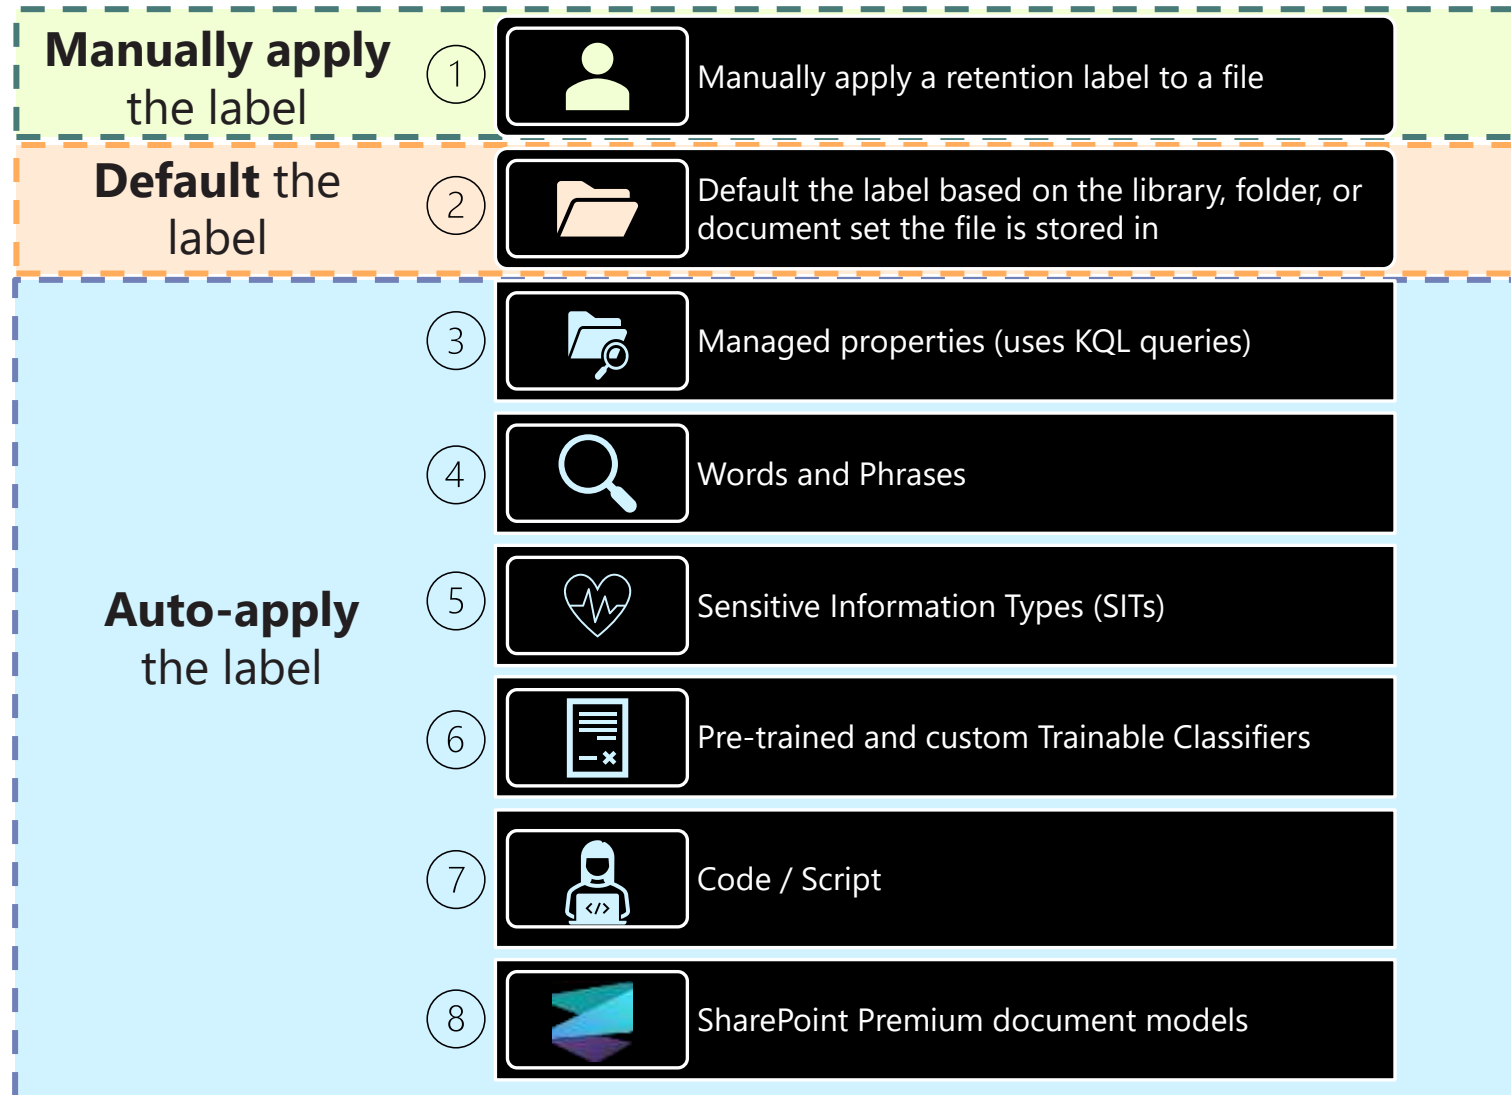 Manually apply
the label
1
Manually apply a retention label to a file
Default the
label
2
Default the label based on the library, folder, or
document set the file is stored in
3
Managed properties (uses KQL queries)
4
Words and Phrases
Auto-apply
the label
5
Sensitive Information Types (SITs)
6
Pre-trained and custom Trainable Classifiers
7
</>
Code / Script
8
SharePoint Premium document models